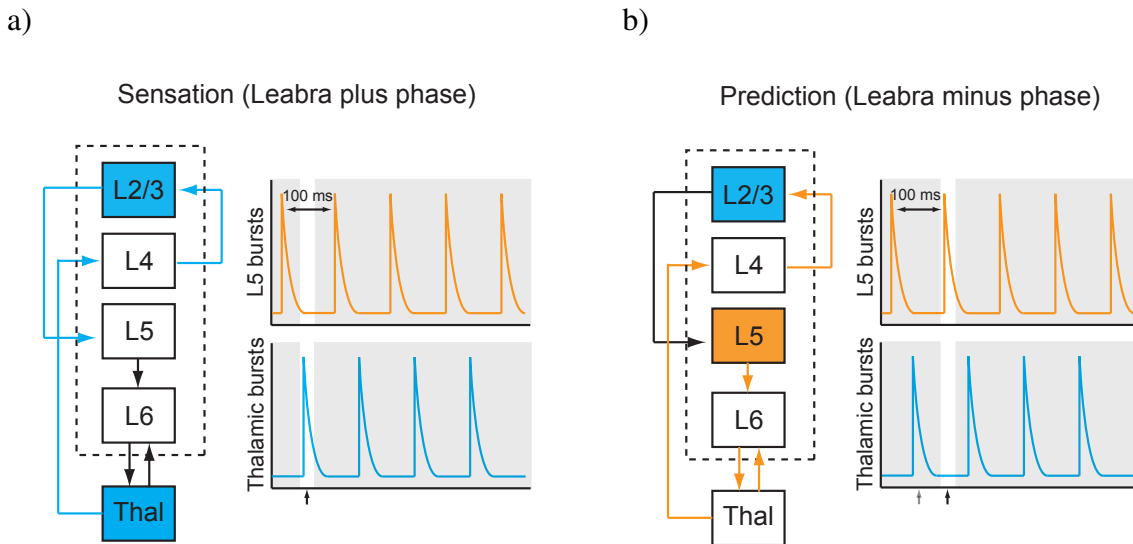 a)
Sensation (Leabra plus phase)
L2/3
L4
L5
L6
Thal
L5 bursts
100 ms
Thalamic bursts
b)
Prediction (Leabra minus phase)
L2/3
L4
L5
L6
Thal
L5 bursts
100 ms
Thalamic bursts